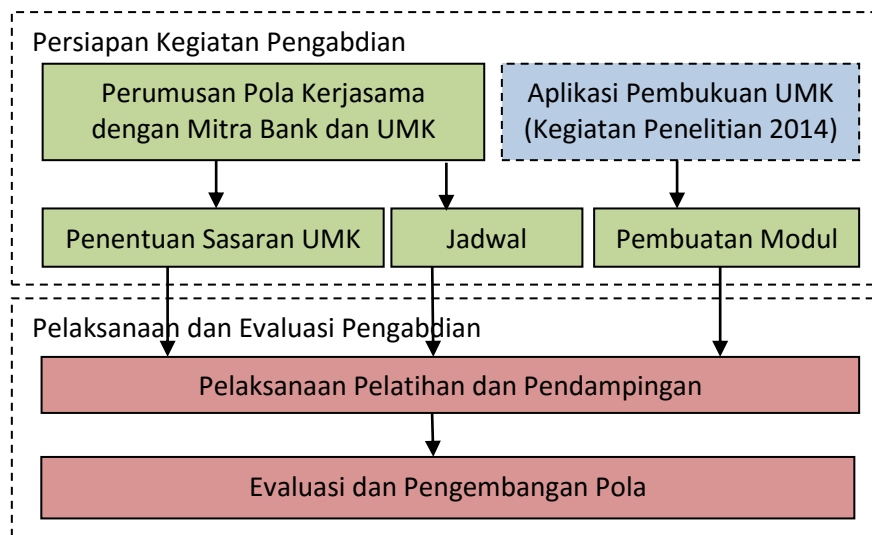 Persiapan Kegiatan Pengabdian
Perumusan Pola Kerjasama
dengan Mitra Bank dan UMK
Aplikasi Pembukuan UMK
(Kegiatan Penelitian 2014)
Penentuan Sasaran UMK
Jadwal
Pembuatan Modul
Pelaksanaan dan Evaluasi Pengabdian
Pelaksanaan Pelatihan dan Pendampingan
Evaluasi dan Pengembangan Pola